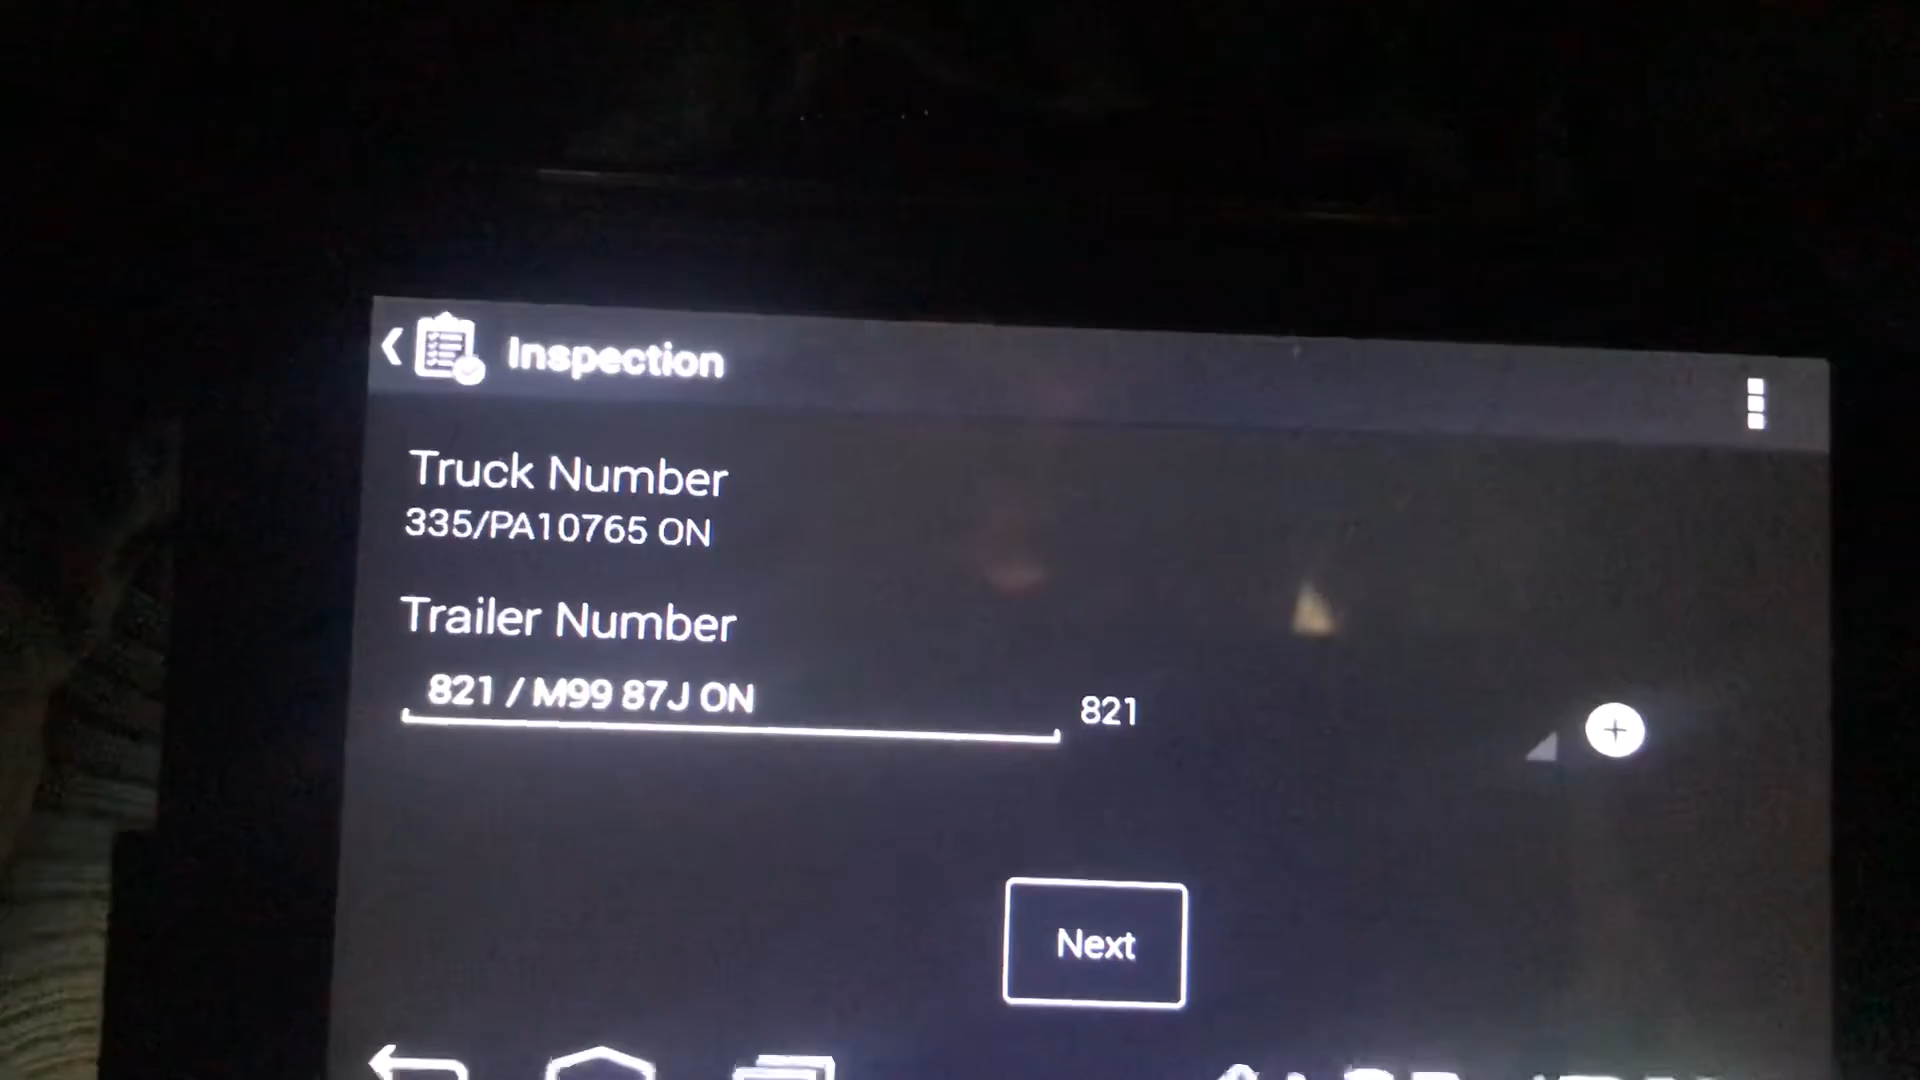 Inspection
Truck Number
335/PA10765 ON
Trailer Number
821 / M99 87J ON
821
Next